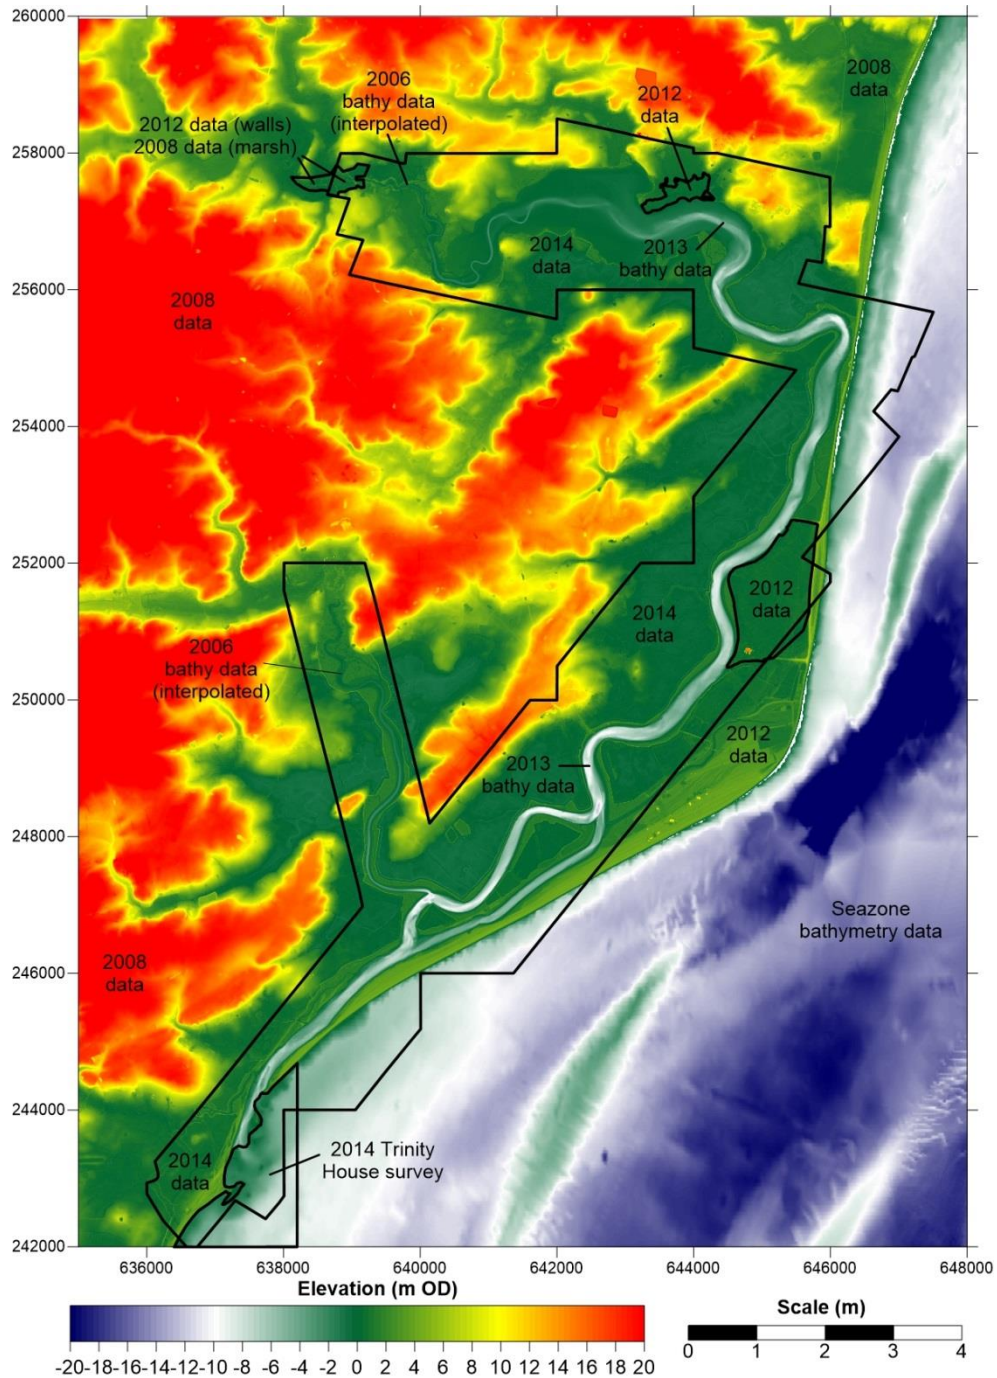 260000
258000
256000
254000
252000
250000
248000
246000
244000
242000
2006
bathy data
(interpolated)
2012 data (walls)
2008 data (marsh)
2012
data
2008
data
2014
data
2013
bathy data
2008
data
2012
data
2014
data
2006
bathy data
(interpolated)
2012
data
2013
bathy data
Seazone
bathymetry data
2008
data
2014 Trinity
House survey
2014
data
636000 638000 640000 642000 644000 646000 648000
Elevation (m OD)
-20 -18 -16 -14 -12 -10 -8 -6 -4 -2 0 2 4 6 8 10 12 14 16 18 20
Scale (m)
0 1 2 3 4